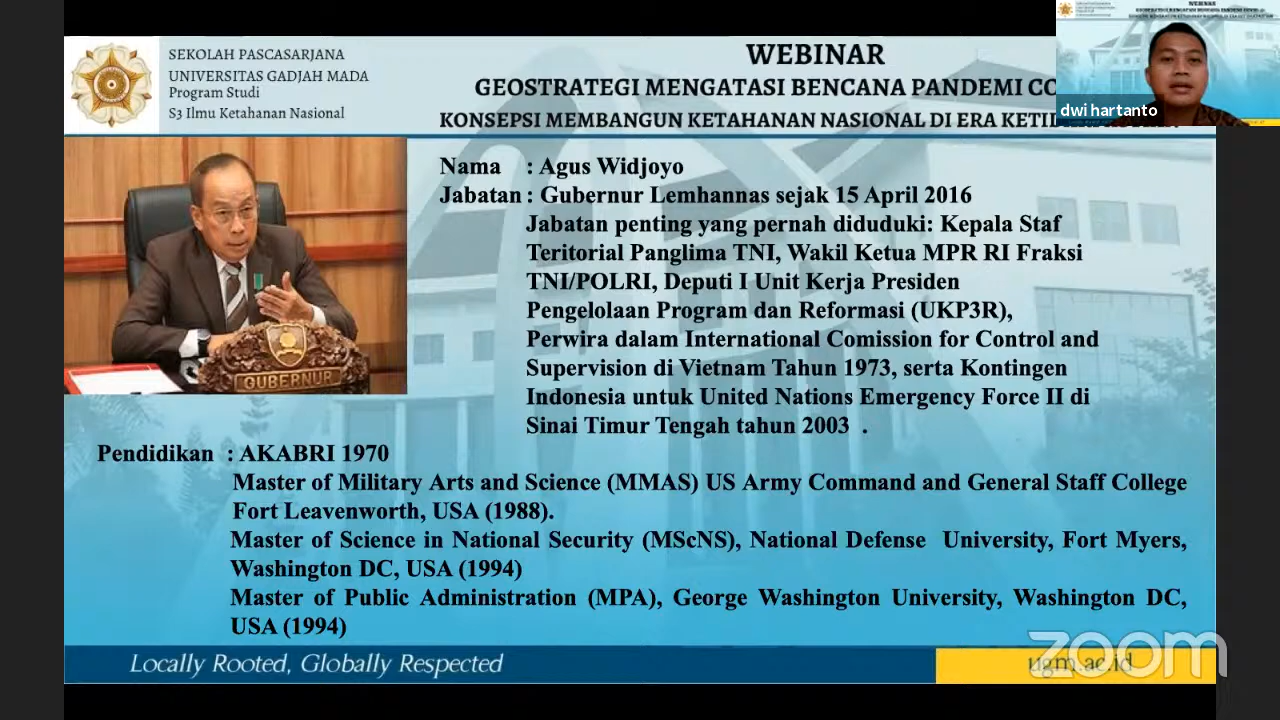 SEKOLAH PASCASARJANA
UNIVERSITAS GADJAH MADA
Program Studi
S3 Ilmu Ketahanan Nasional
WEBINAR
GEOSTRATEGI MENGATASI BENCANA PANDEMI
KONSEPSI MEMBANGUN KETAHANAN NASIONAL DI ERA
dwi hartanto
GUBERNUR
Nama : Agus Widjoyo
Jabatan : Gubernur Lemhannas sejak 15 April 2016
Jabatan penting yang pernah diduduki: Kepala Staf
Teritorial Panglima TNI, Wakil Ketua MPR RI Fraksi
TNI/POLRI, Deputi I Unit Kerja Presiden
Pengelolaan Program dan Reformasi (UKP3R),
Perwira dalam International Comission for Control and
Supervision di Vietnam Tahun 1973, serta Kontingen
Indonesia untuk United Nations Emergency Force II di
Sinai Timur Tengah tahun 2003 .
Pendidikan : AKABRI 1970
Master of Military Arts and Science (MMAS) US Army Command and General Staff College
Fort Leavenworth, USA (1988).
Master of Science in National Security (MScNS), National Defense University, Fort Myers,
Washington DC, USA (1994)
Master of Public Administration (MPA), George Washington University, Washington DC,
USA (1994)
Locally Rooted, Globally Respected
ugm.ac.id
zoom